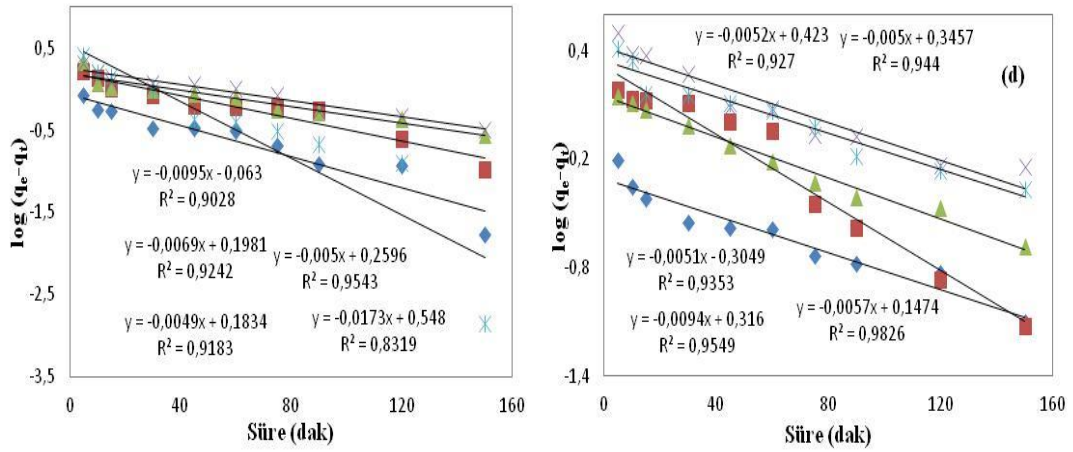 0,5
-0,5
-1,5
-2,5
-3,5
log (qₑ-qₜ)
y = -0,0095x - 0,063
R² = 0,9028
y = -0,0069x + 0,1981
R² = 0,9242
y = -0,005x + 0,2596
R² = 0,9543
y = -0,0049x + 0,1834
R² = 0,9183
y = -0,0173x + 0,548
R² = 0,8319
0 40 80 120 160
Süre (dak)
0,4
-0,2
-0,8
-1,4
log (qₑ-qₜ)
y = -0,0052x + 0,423
R² = 0,927
y = -0,005x + 0,3457
R² = 0,944
(d)
y = -0,0051x - 0,3049
R² = 0,9353
y = -0,0057x + 0,1474
R² = 0,9826
y = -0,0094x + 0,316
R² = 0,9549
0 40 80 120 160
Süre (dak)